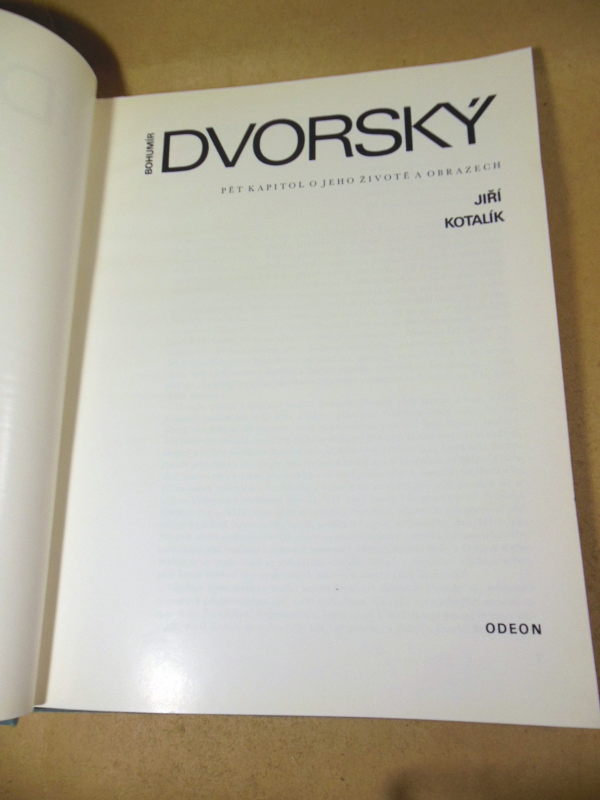 BOHUMÍR
DVORSKÝ
PĚT KAPITOL O JEHO ŽIVOTĚ A OBRAZECH
JIŘÍ
KOTALÍK
ODEON